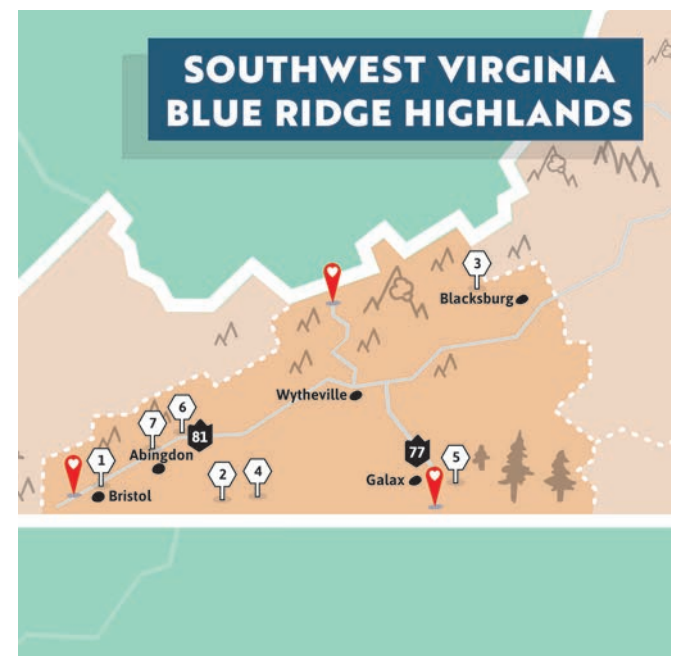 SOUTHWEST VIRGINIA
BLUE RIDGE HIGHLANDS
3
Blacksburg
Wytheville
6
7
81
Abingdon
77
1
5
2
4
Galax
Bristol